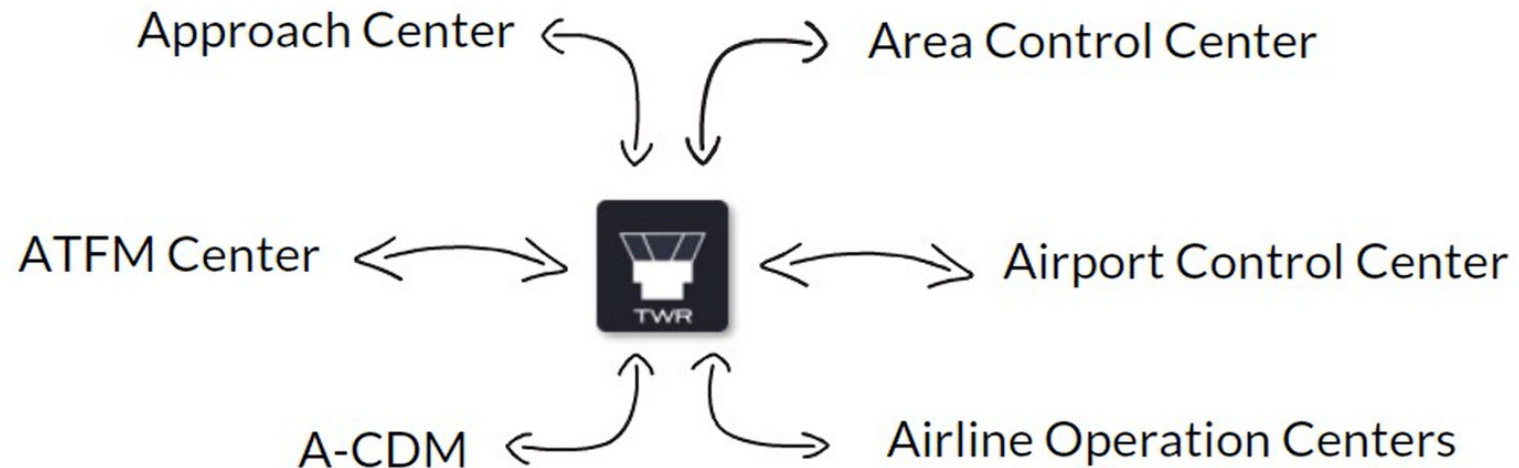 Approach Center
Area Control Center
ATFM Center
TWR
Airport Control Center
A-CDM
Airline Operation Centers